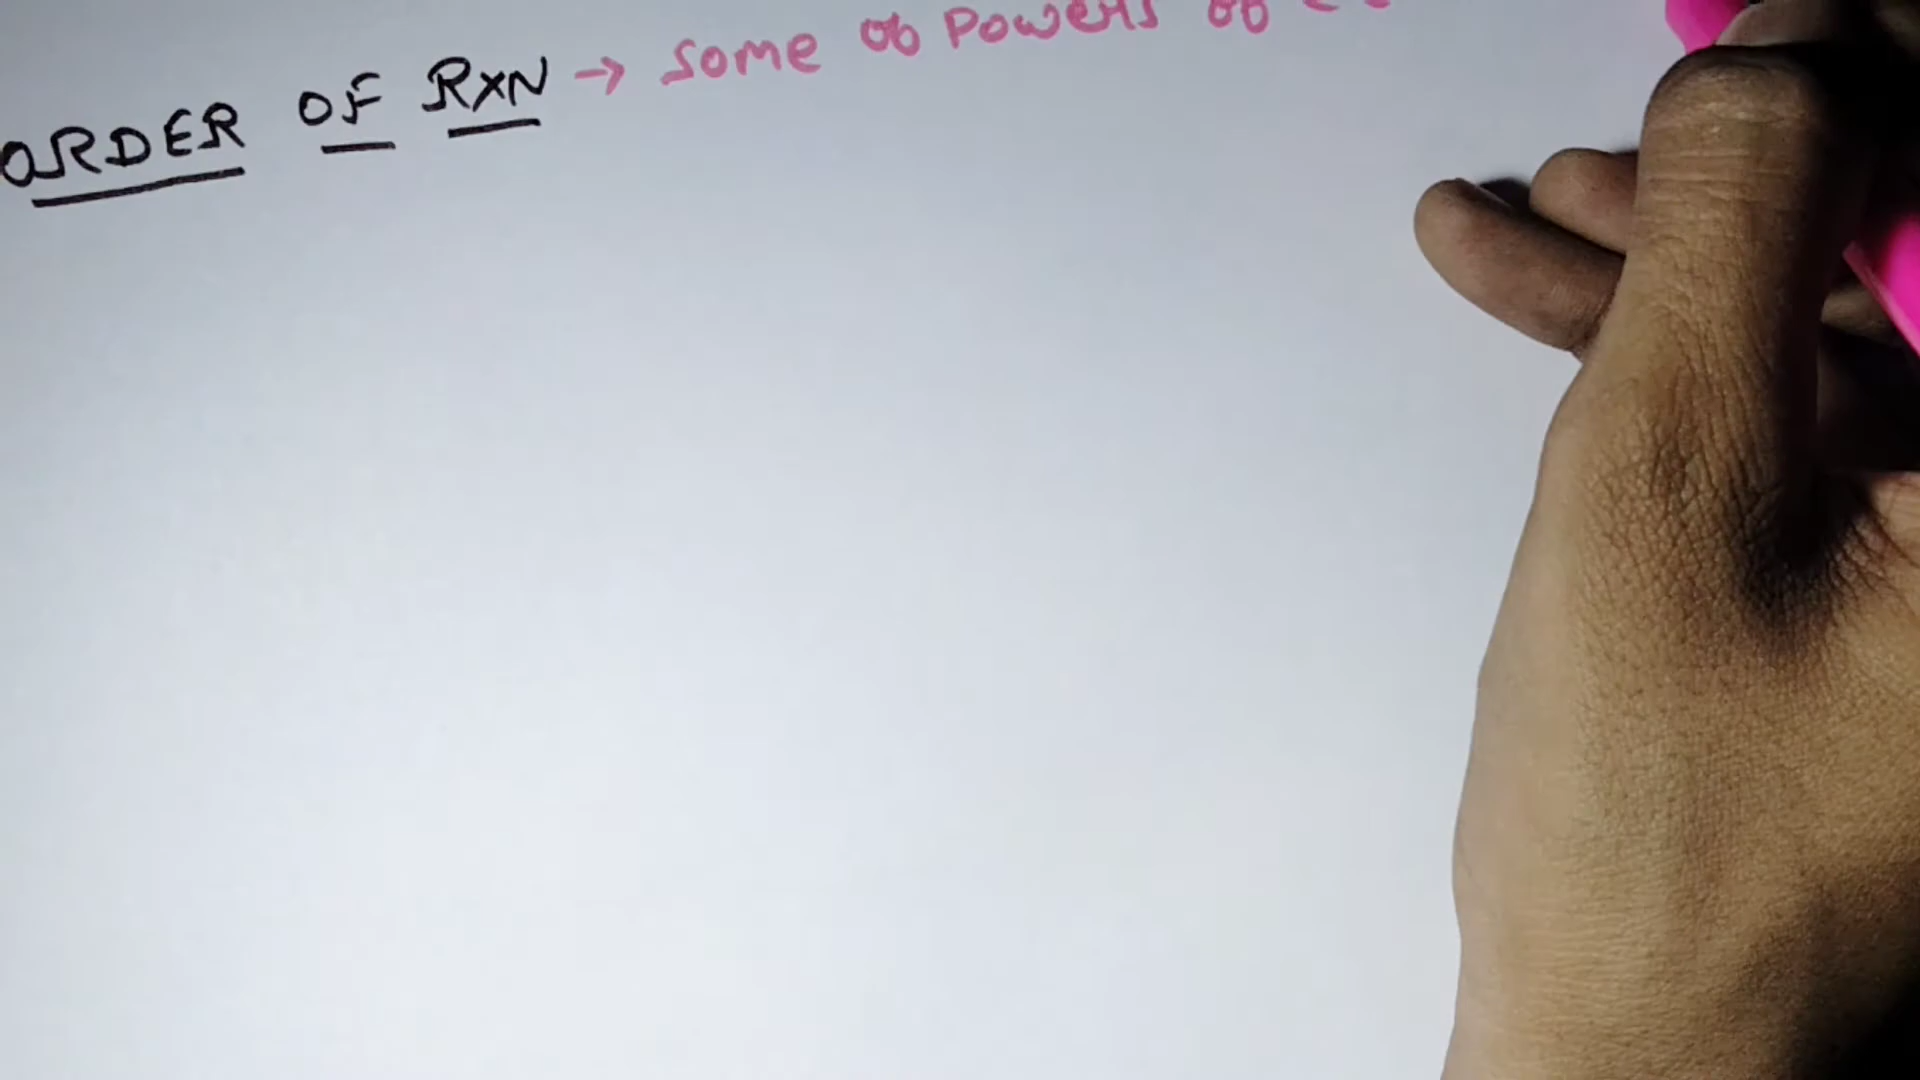 ORDER OF RXN → Some of Powers of